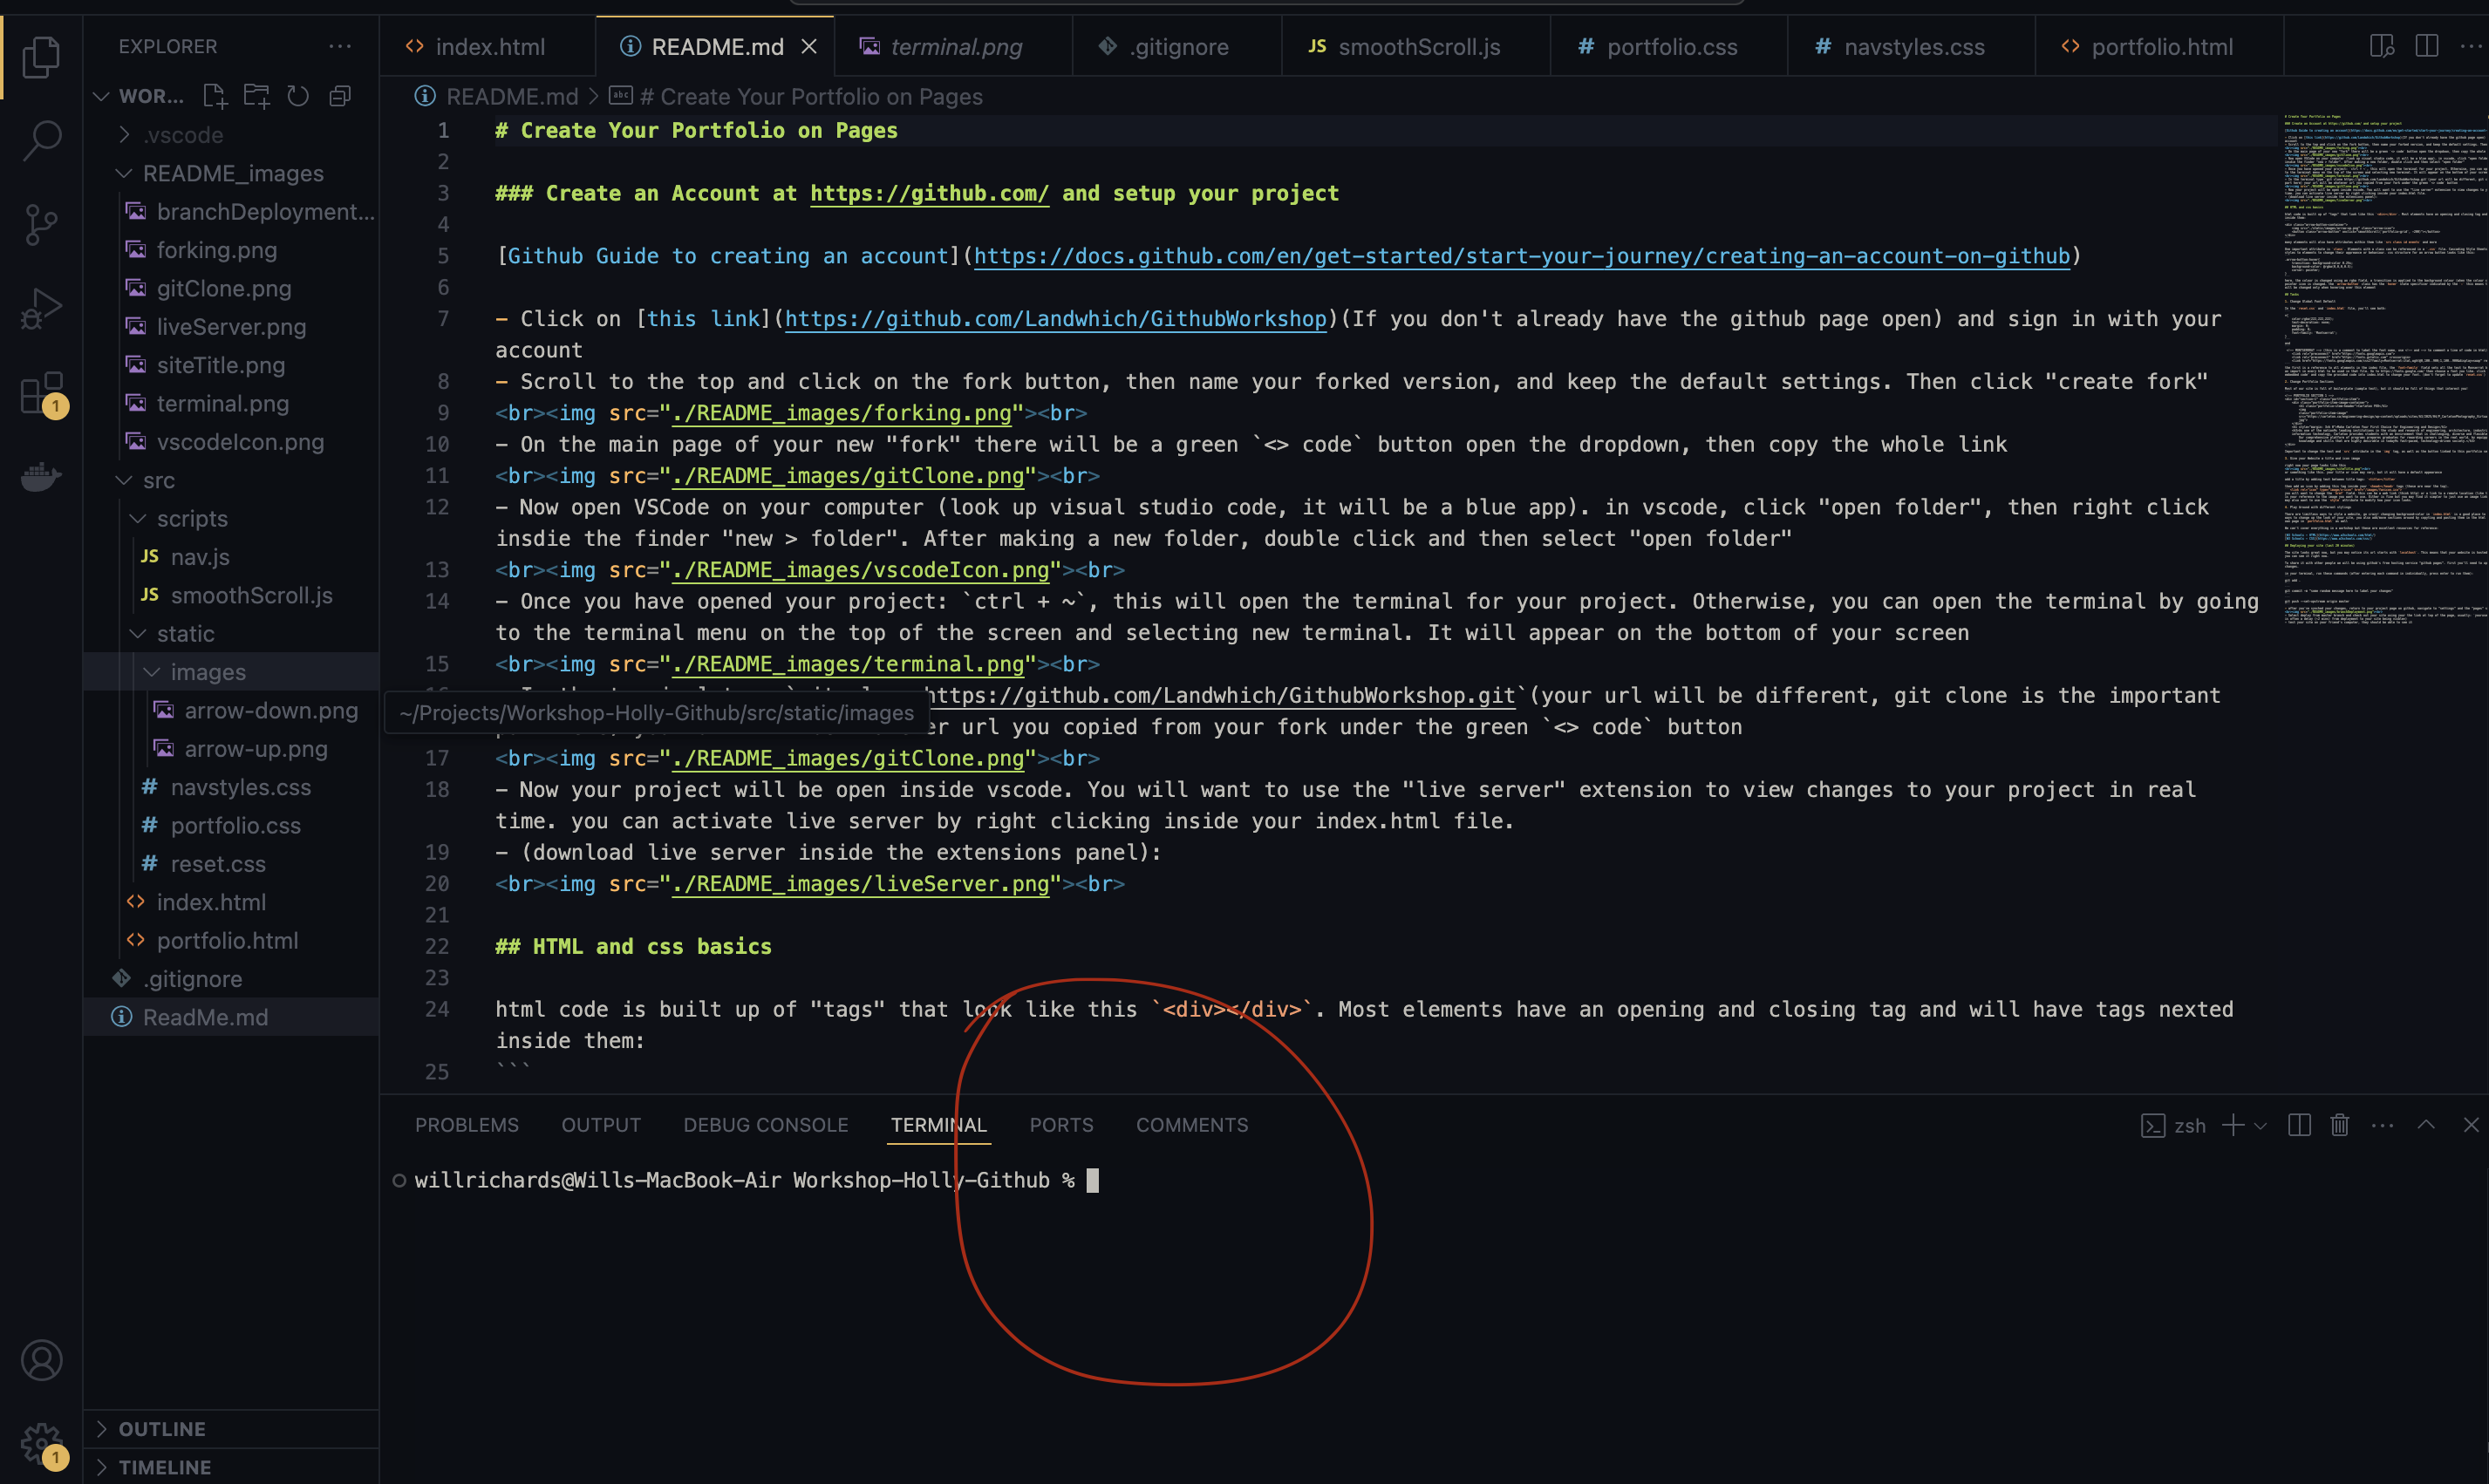 EXPLORER
WOR...
.vscode
README_images
branchDeployment...
forking.png
gitClone.png
liveServer.png
siteTitle.png
terminal.png
vscodeIcon.png
src
scripts
JS nav.js
JS smoothScroll.js
static
images
arrow-down.png
arrow-up.png
# navstyles.css
# portfolio.css
# reset.css
<> index.html
<> portfolio.html
.gitignore
ReadMe.md
OUTLINE
TIMELINE
1
1
<> index.html README.md terminal.png .gitignore JS smoothScroll.js # portfolio.css # navstyles.css <> portfolio.html
README.md > abc # Create Your Portfolio on Pages
1 # Create Your Portfolio on Pages
2
3 ### Create an Account at https://github.com/ and setup your project
4
5 [Github Guide to creating an account](https://docs.github.com/en/get-started/start-your-journey/creating-an-account-on-github)
6
7 - Click on [this link](https://github.com/Landwhich/GithubWorkshop)(If you don't already have the github page open) and sign in with your
account
8 - Scroll to the top and click on the fork button, then name your forked version, and keep the default settings. Then click "create fork"
9 <br><img src="./README_images/forking.png"><br>
10 - On the main page of your new "fork" there will be a green `<> code` button open the dropdown, then copy the whole link
11 <br><img src="./README_images/gitClone.png"><br>
12 - Now open VSCode on your computer (look up visual studio code, it will be a blue app). in vscode, click "open folder", then right click
insdie the finder "new > folder". After making a new folder, double click and then select "open folder"
13 <br><img src="./README_images/vscodeIcon.png"><br>
14 - Once you have opened your project: `ctrl + ~`, this will open the terminal for your project. Otherwise, you can open the terminal by going
to the terminal menu on the top of the screen and selecting new terminal. It will appear on the bottom of your screen
15 <br><img src="./README_images/terminal.png"><br>
https://github.com/Landwhich/GithubWorkshop.git`(your url will be different, git clone is the important
~/Projects/Workshop-Holly-Github/src/static/images
url you copied from your fork under the green `<> code` button
17 <br><img src="./README_images/gitClone.png"><br>
18 - Now your project will be open inside vscode. You will want to use the "live server" extension to view changes to your project in real
time. you can activate live server by right clicking inside your index.html file.
19 - (download live server inside the extensions panel):
20 <br><img src="./README_images/liveServer.png"><br>
21
22 ## HTML and css basics
23
24 html code is built up of "tags" that look like this `<div></div>`. Most elements have an opening and closing tag and will have tags nexted
inside them:
25 ```
PROBLEMS OUTPUT DEBUG CONSOLE TERMINAL PORTS COMMENTS
zsh
willrichards@Wills-MacBook-Air Workshop-Holly-Github %